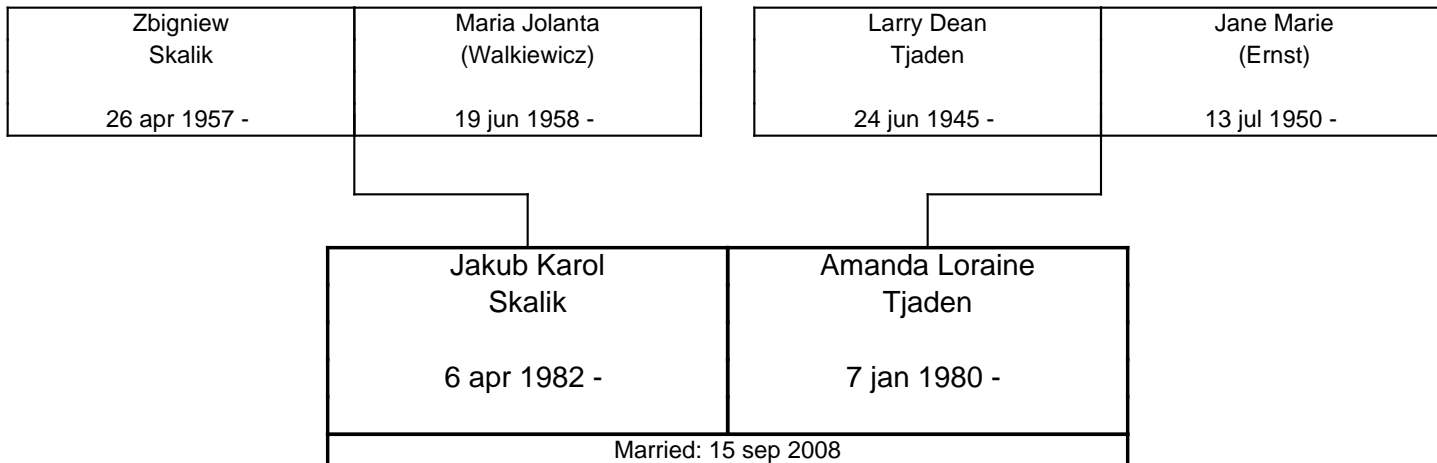 Zbigniew
Skalik
26 apr 1957 -
Maria Jolanta
(Walkiewicz)
19 jun 1958 -
Larry Dean
Tjaden
24 jun 1945 -
Jane Marie
(Ernst)
13 jul 1950 -
Jakub Karol
Skalik
6 apr 1982 -
Amanda Loraine
Tjaden
7 jan 1980 -
Married: 15 sep 2008